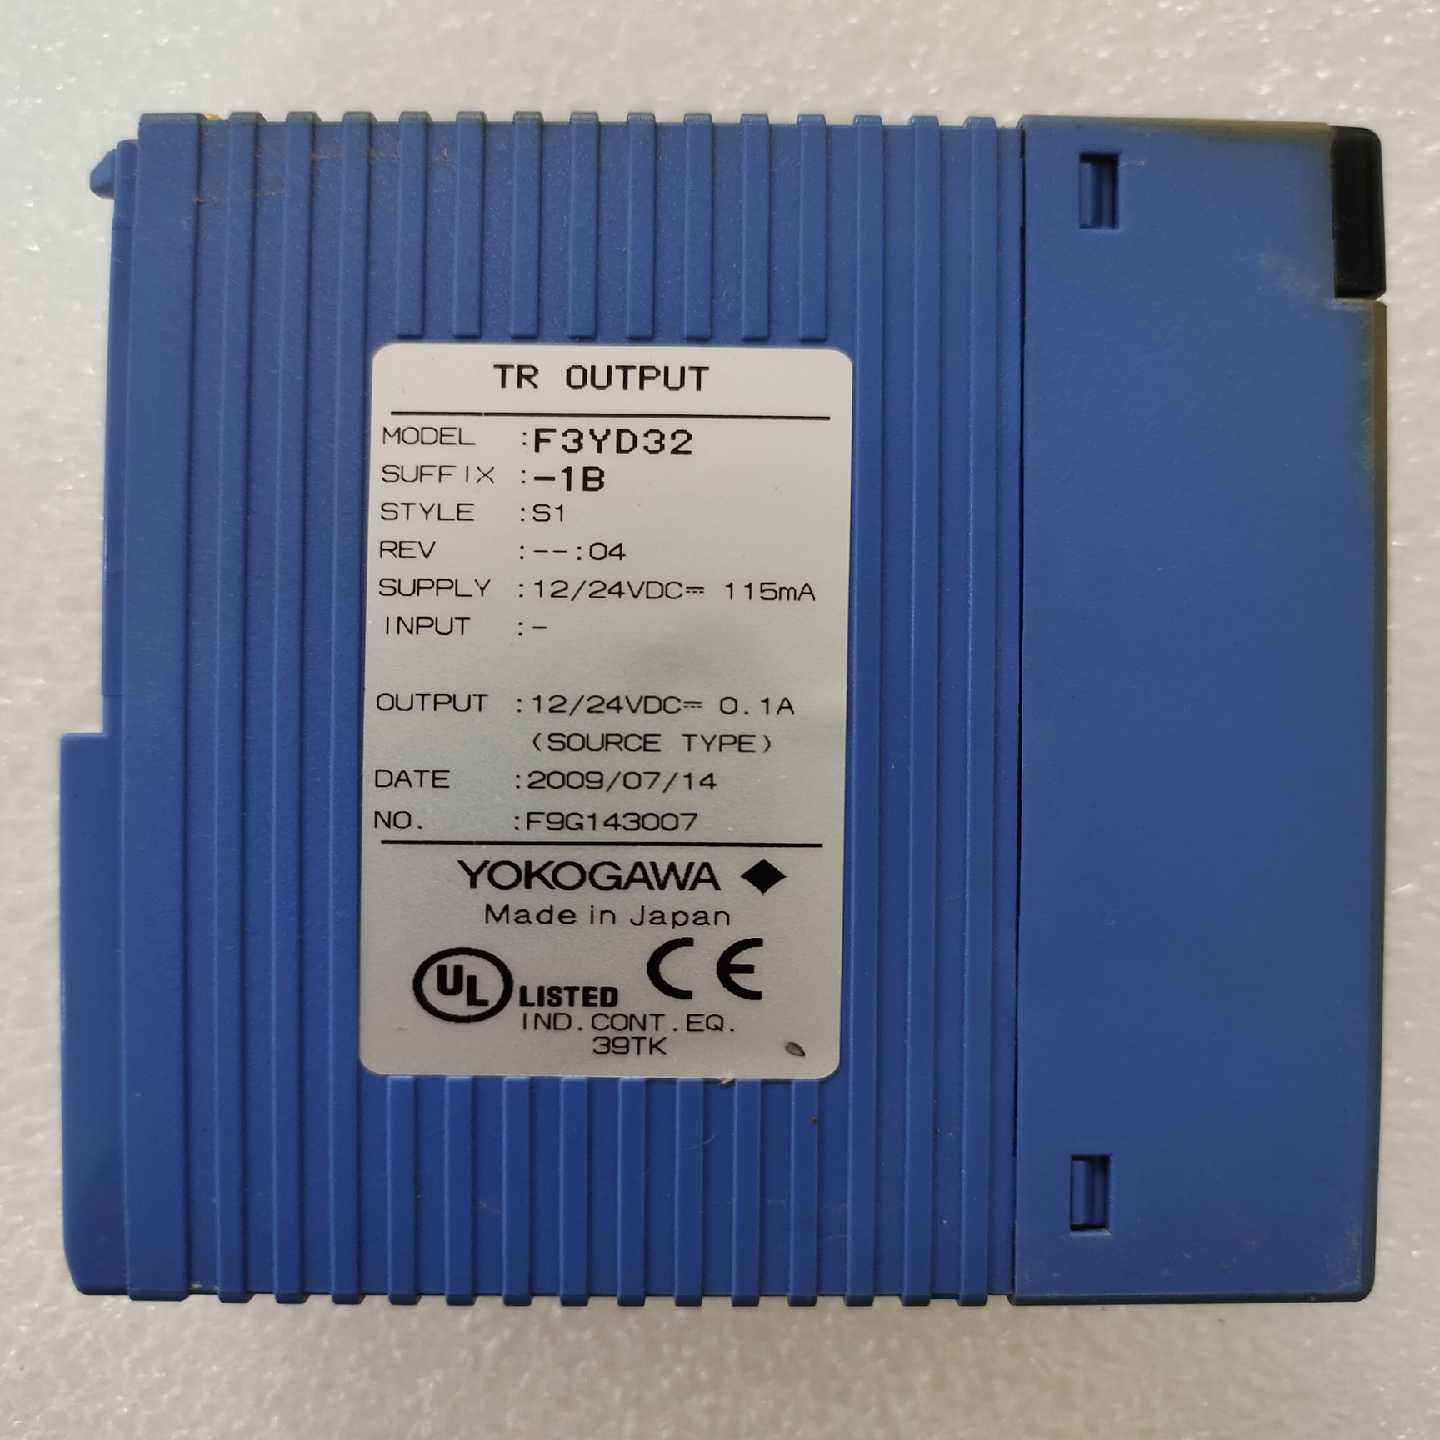 TR OUTPUT
MODEL :F3YD32
SUFFIX :-1B
STYLE :S1
REV :--:04
SUPPLY :12/24VDC⎓ 115mA
INPUT :-
OUTPUT :12/24VDC⎓ 0.1A
(SOURCE TYPE)
DATE :2009/07/14
NO. :F9G143007
YOKOGAWA ◆
Made in Japan
UL LISTED CE
IND.CONT.EQ.
39TK